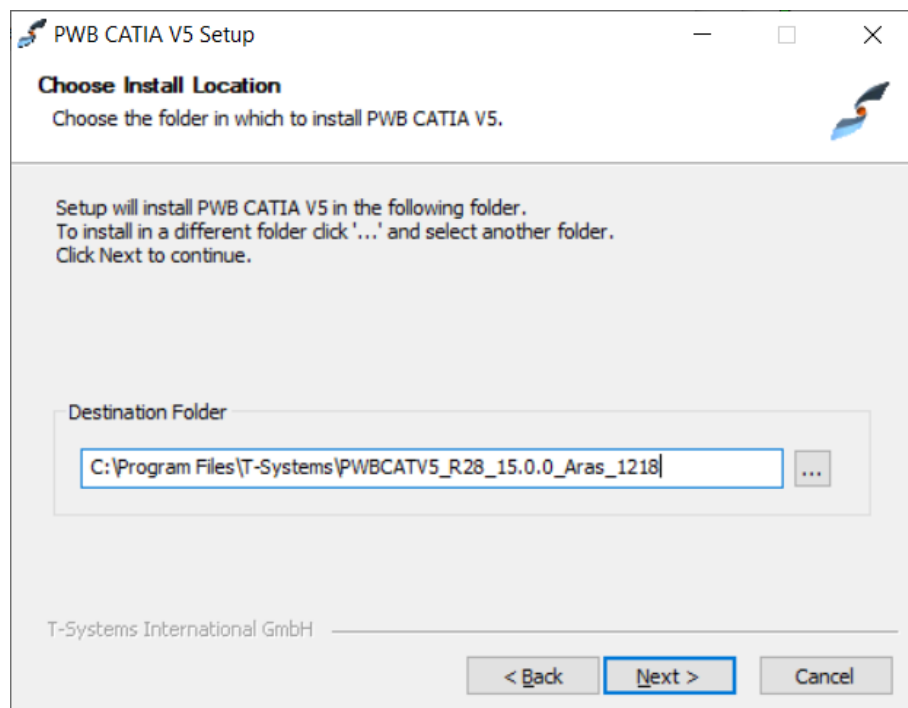 PWB CATIA V5 Setup
Choose Install Location
Choose the folder in which to install PWB CATIA V5.
Setup will install PWB CATIA V5 in the following folder.
To install in a different folder click '...' and select another folder.
Click Next to continue.
Destination Folder
C:\Program Files\T-Systems\PWBCATV5_R28_15.0.0_Aras_1218
...
T-Systems International GmbH
< Back
Next >
Cancel